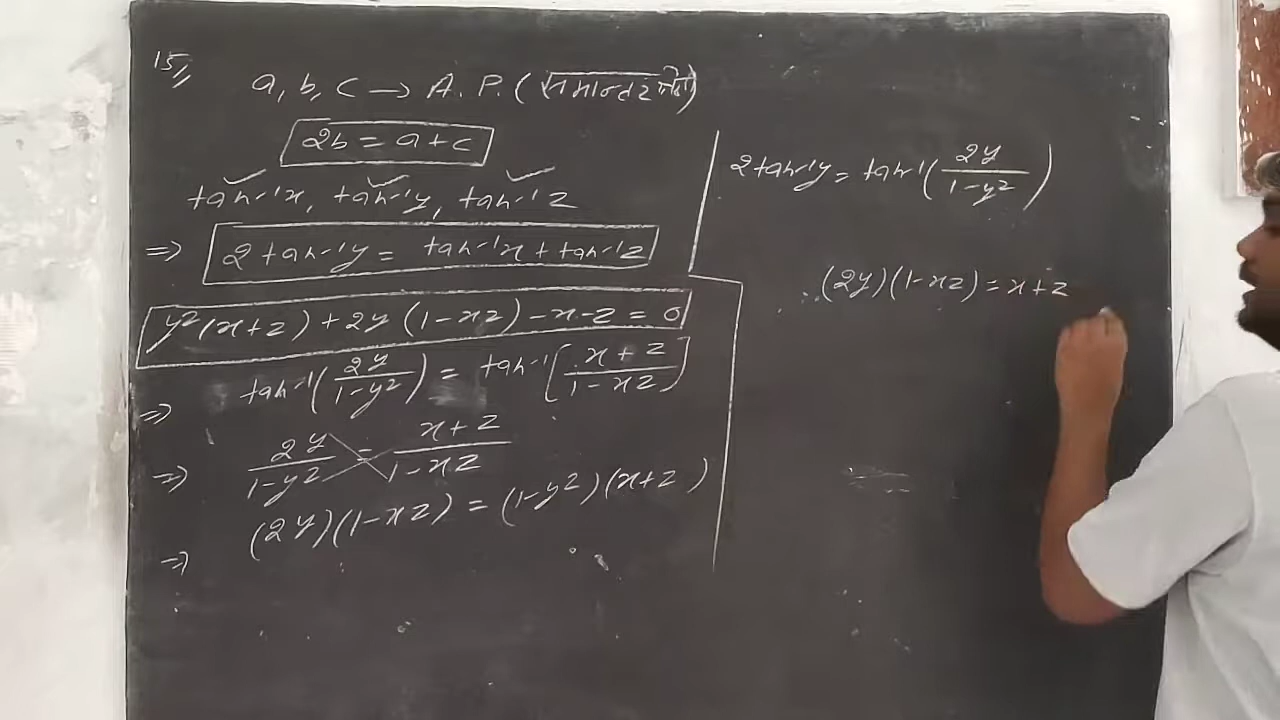 15,,
a, b, c → A. P. (समान्तर श्रेणी)
2b = a + c
tan⁻¹x, tan⁻¹y, tan⁻¹z
⇒ 2 tan⁻¹y = tan⁻¹x + tan⁻¹z
y²(x+z) + 2y (1-xz) - x - z = 0
⇒ tan⁻¹(2y/(1-y²)) = tan⁻¹[(x+z)/(1-xz)]
⇒ 2y/(1-y²) = (x+z)/(1-xz)
⇒ (2y)(1-xz) = (1-y²)(x+z)
2tan⁻¹y = tan⁻¹(2y/(1-y²))
∴ (2y)(1-xz) = x+z